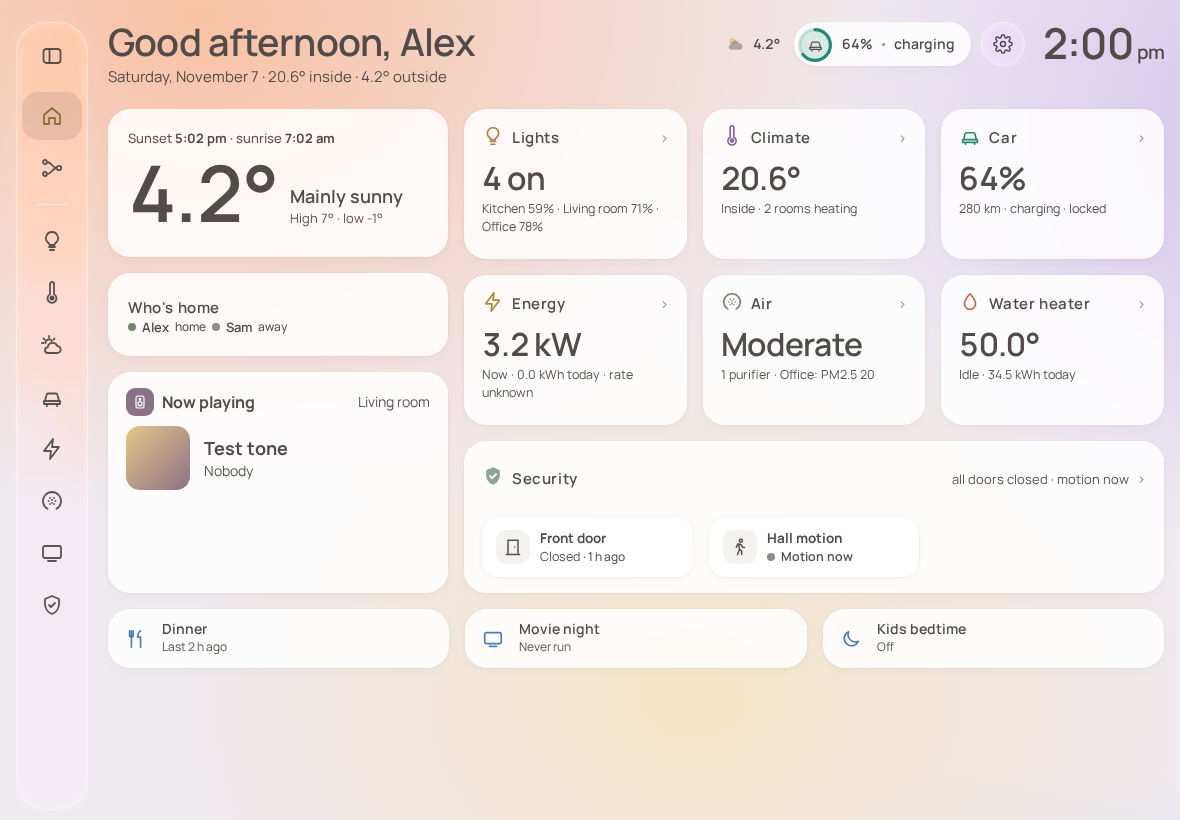 Good afternoon, Alex
Saturday, November 7 · 20.6° inside · 4.2° outside
4.2°
64% • charging
2:00 pm
Sunset 5:02 pm · sunrise 7:02 am
4.2°
Mainly sunny
High 7° · low -1°
Lights
4 on
Kitchen 59% · Living room 71% ·
Office 78%
Climate
20.6°
Inside · 2 rooms heating
Car
64%
280 km · charging · locked
Who's home
Alex home Sam away
Energy
3.2 kW
Now · 0.0 kWh today · rate
unknown
Air
Moderate
1 purifier · Office: PM2.5 20
Water heater
50.0°
Idle · 34.5 kWh today
Now playing
Living room
Test tone
Nobody
Security
all doors closed · motion now
Front door
Closed · 1 h ago
Hall motion
Motion now
Dinner
Last 2 h ago
Movie night
Never run
Kids bedtime
Off